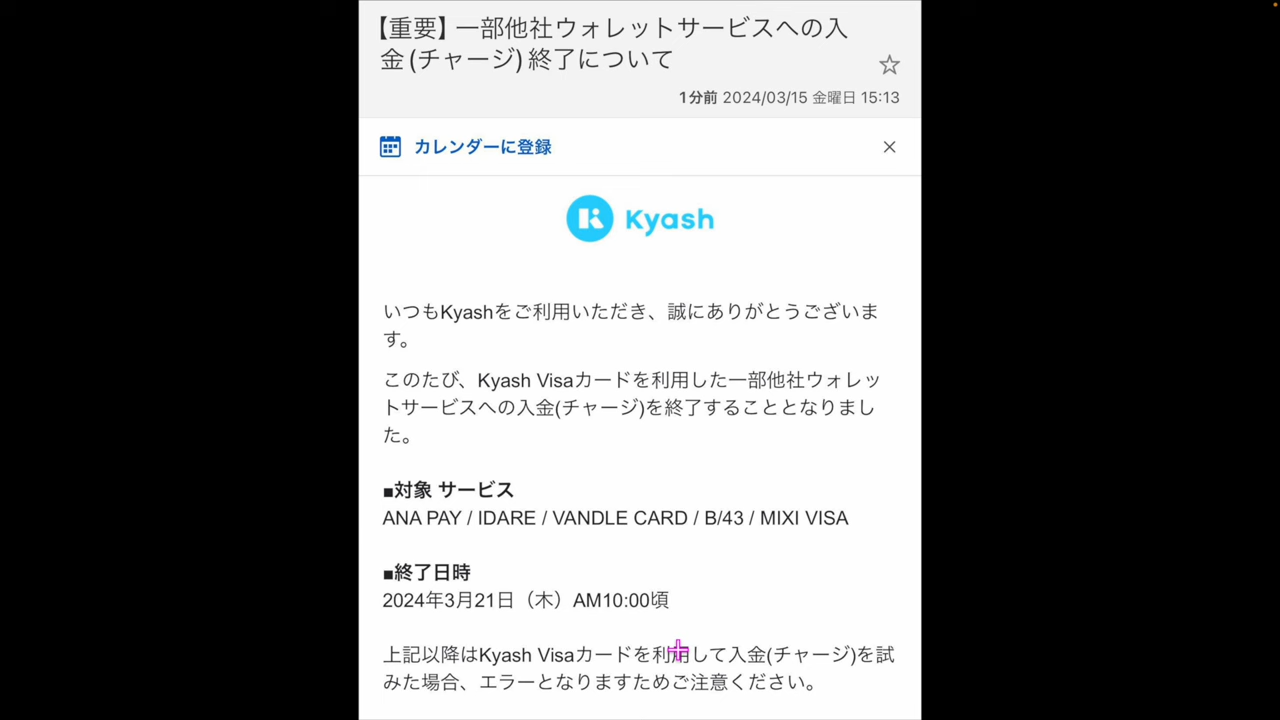 【重要】一部他社ウォレットサービスへの入
金(チャージ)終了について
1分前 2024/03/15 金曜日 15:13
カレンダーに登録
Kyash
いつもKyashをご利用いただき、誠にありがとうございま
す。
このたび、Kyash Visaカードを利用した一部他社ウォレッ
トサービスへの入金(チャージ)を終了することとなりまし
た。
■対象 サービス
ANA PAY / IDARE / VANDLE CARD / B/43 / MIXI VISA
■終了日時
2024年3月21日（木）AM10:00頃
上記以降はKyash Visaカードを利用して入金(チャージ)を試
みた場合、エラーとなりますためご注意ください。